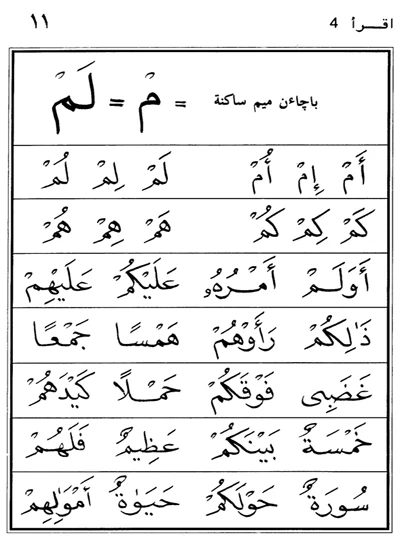 اقرأ 4 ١١
باچاءن ميم ساكنة = مْ = لَمْ
أَمْ إِمْ أُمْ لَمْ لِمْ لُمْ
كَمْ كِمْ كُمْ هَمْ هِمْ هُمْ
أَوَلَمْ أَمْرُهُۥ عَلَيْكُمْ عَلَيْهِمْ
ذَٰلِكُمْ رَأَوْهُمْ هَمْسًا جَمْعًا
غَضَبِى فَوْقَكُمْ حَمْلًا كَيْدَهُمْ
خَمْسَةٌ بَيْنَكُمْ عَظِيمٌ فَلَهُمْ
سُورَةٌ حَوْلَكُمْ حَيَوٰةٌ أَمْوَٰلِهِمْ